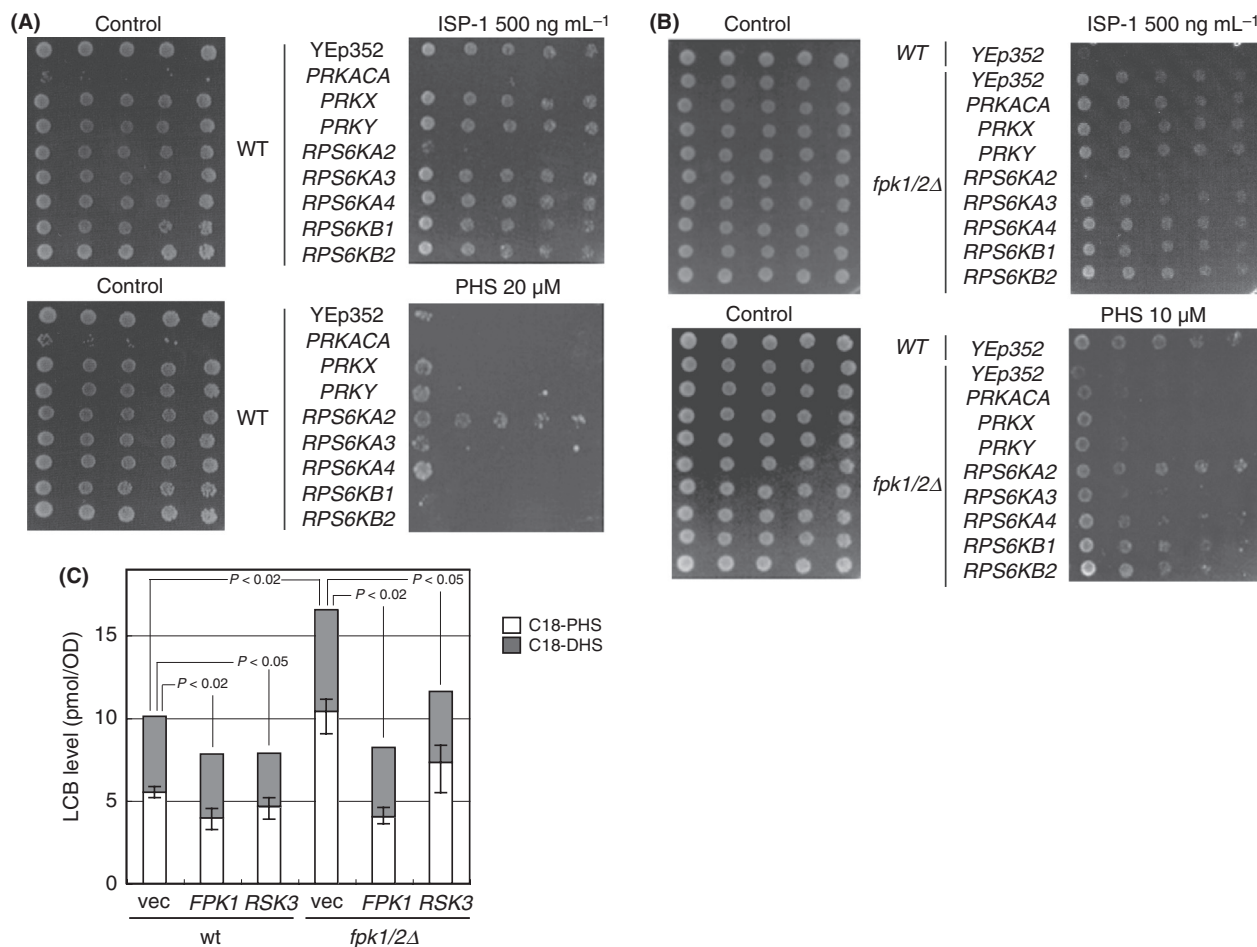 (A)
Control
ISP-1 500 ng mL–1
WT
YEp352
PRKACA
PRKX
PRKY
RPS6KA2
RPS6KA3
RPS6KA4
RPS6KB1
RPS6KB2
Control
PHS 20 µM
WT
YEp352
PRKACA
PRKX
PRKY
RPS6KA2
RPS6KA3
RPS6KA4
RPS6KB1
RPS6KB2
(B)
Control
ISP-1 500 ng mL–1
WT
YEp352
fpk1/2Δ
YEp352
PRKACA
PRKX
PRKY
RPS6KA2
RPS6KA3
RPS6KA4
RPS6KB1
RPS6KB2
Control
PHS 10 µM
WT
YEp352
fpk1/2Δ
YEp352
PRKACA
PRKX
PRKY
RPS6KA2
RPS6KA3
RPS6KA4
RPS6KB1
RPS6KB2
(C)
LCB level (pmol/OD)
15
10
5
0
P < 0.02
P < 0.05
P < 0.02
P < 0.05
P < 0.02
C18-PHS
C18-DHS
vec FPK1 RSK3 vec FPK1 RSK3
wt fpk1/2Δ